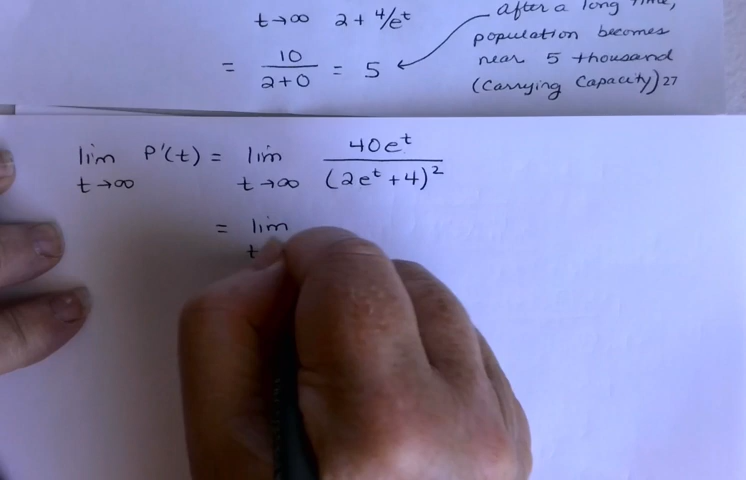 after a long time,
t→∞ 2 + 4/e^t
population becomes
= 10/(2+0) = 5
near 5 thousand
(Carrying Capacity) 27
lim P'(t) = lim 40e^t/(2e^t + 4)^2
t→∞ t→∞
= lim
t